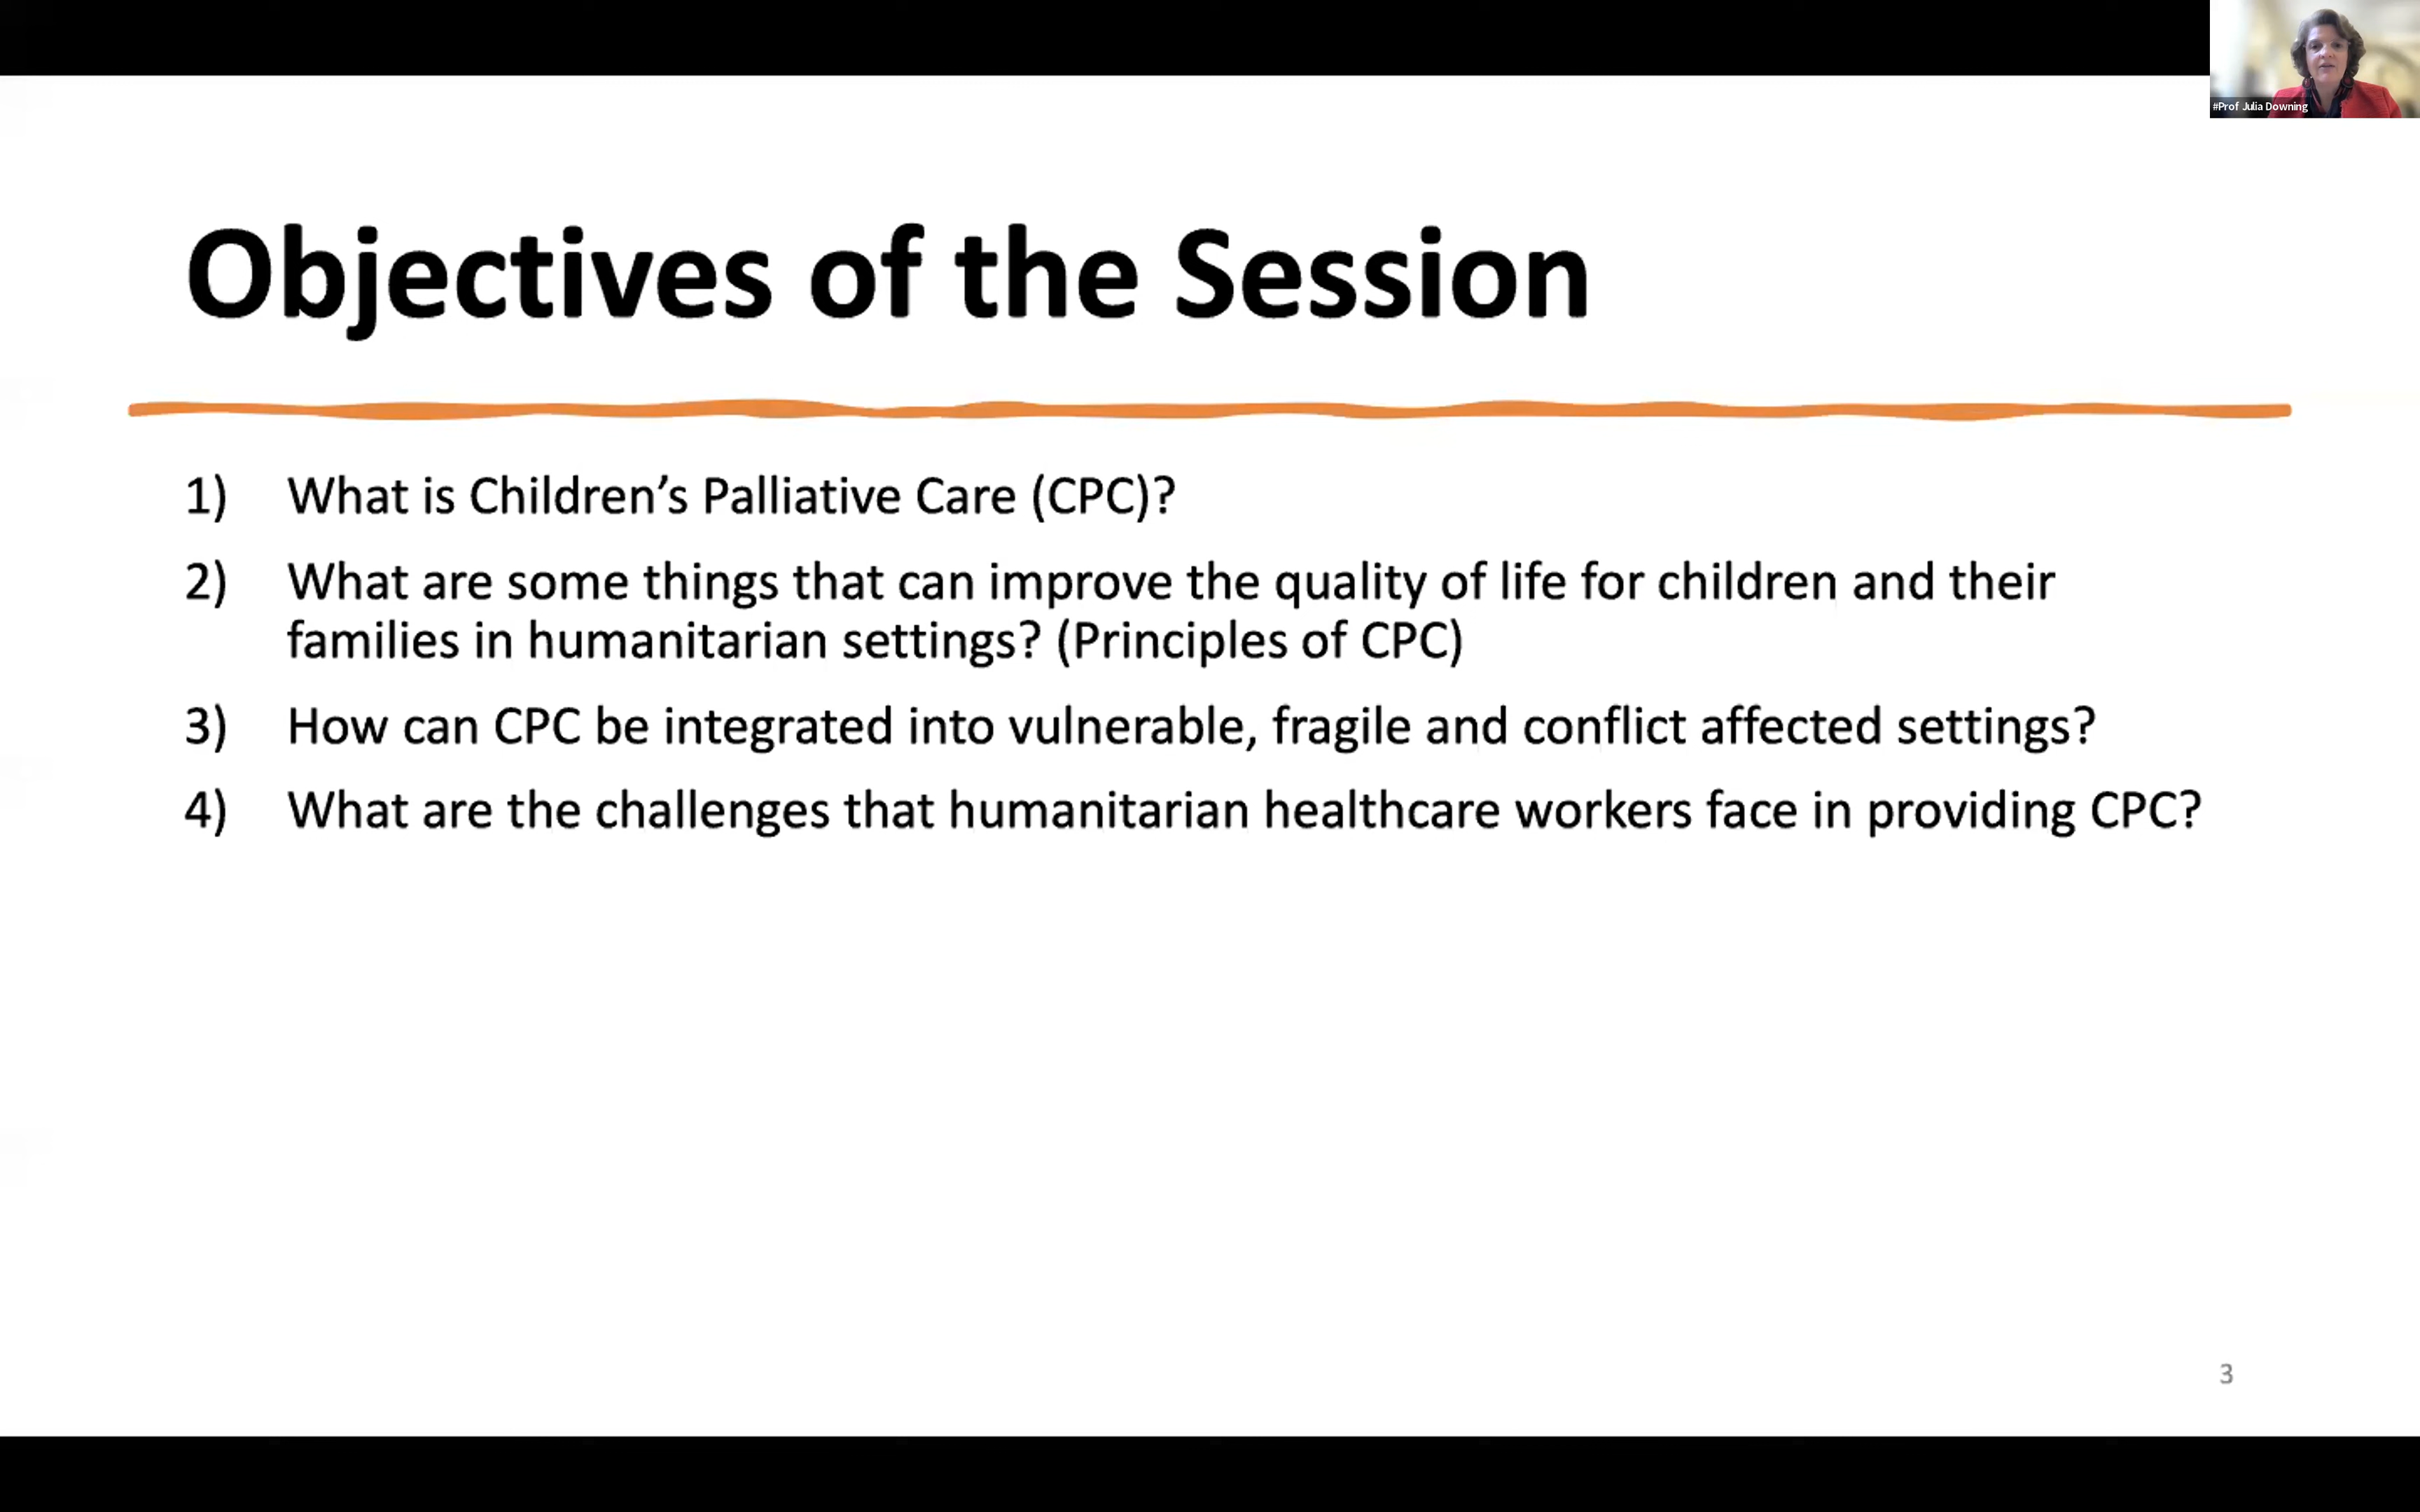 #Prof Julia Downing
Objectives of the Session
1) What is Children’s Palliative Care (CPC)?
2) What are some things that can improve the quality of life for children and their
families in humanitarian settings? (Principles of CPC)
3) How can CPC be integrated into vulnerable, fragile and conflict affected settings?
4) What are the challenges that humanitarian healthcare workers face in providing CPC?
3